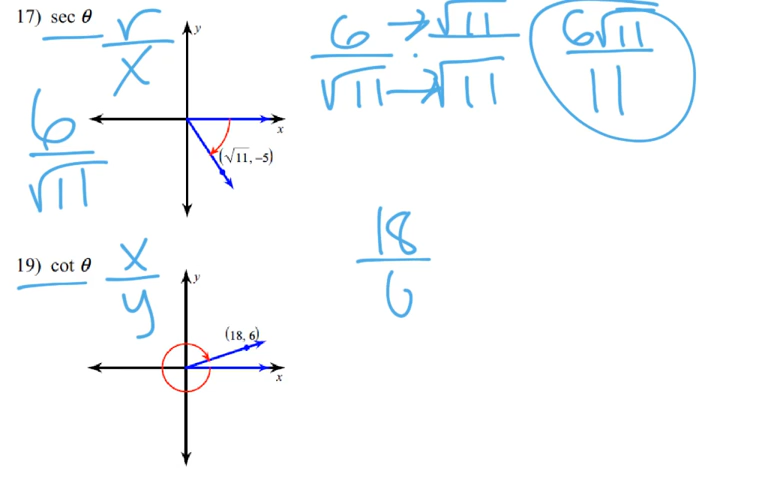 17) sec θ
r/x
y
x
(√11, –5)
6/√11
6/√11 → √11/√11
6√11/11
19) cot θ
x/y
y
x
(18, 6)
18/6